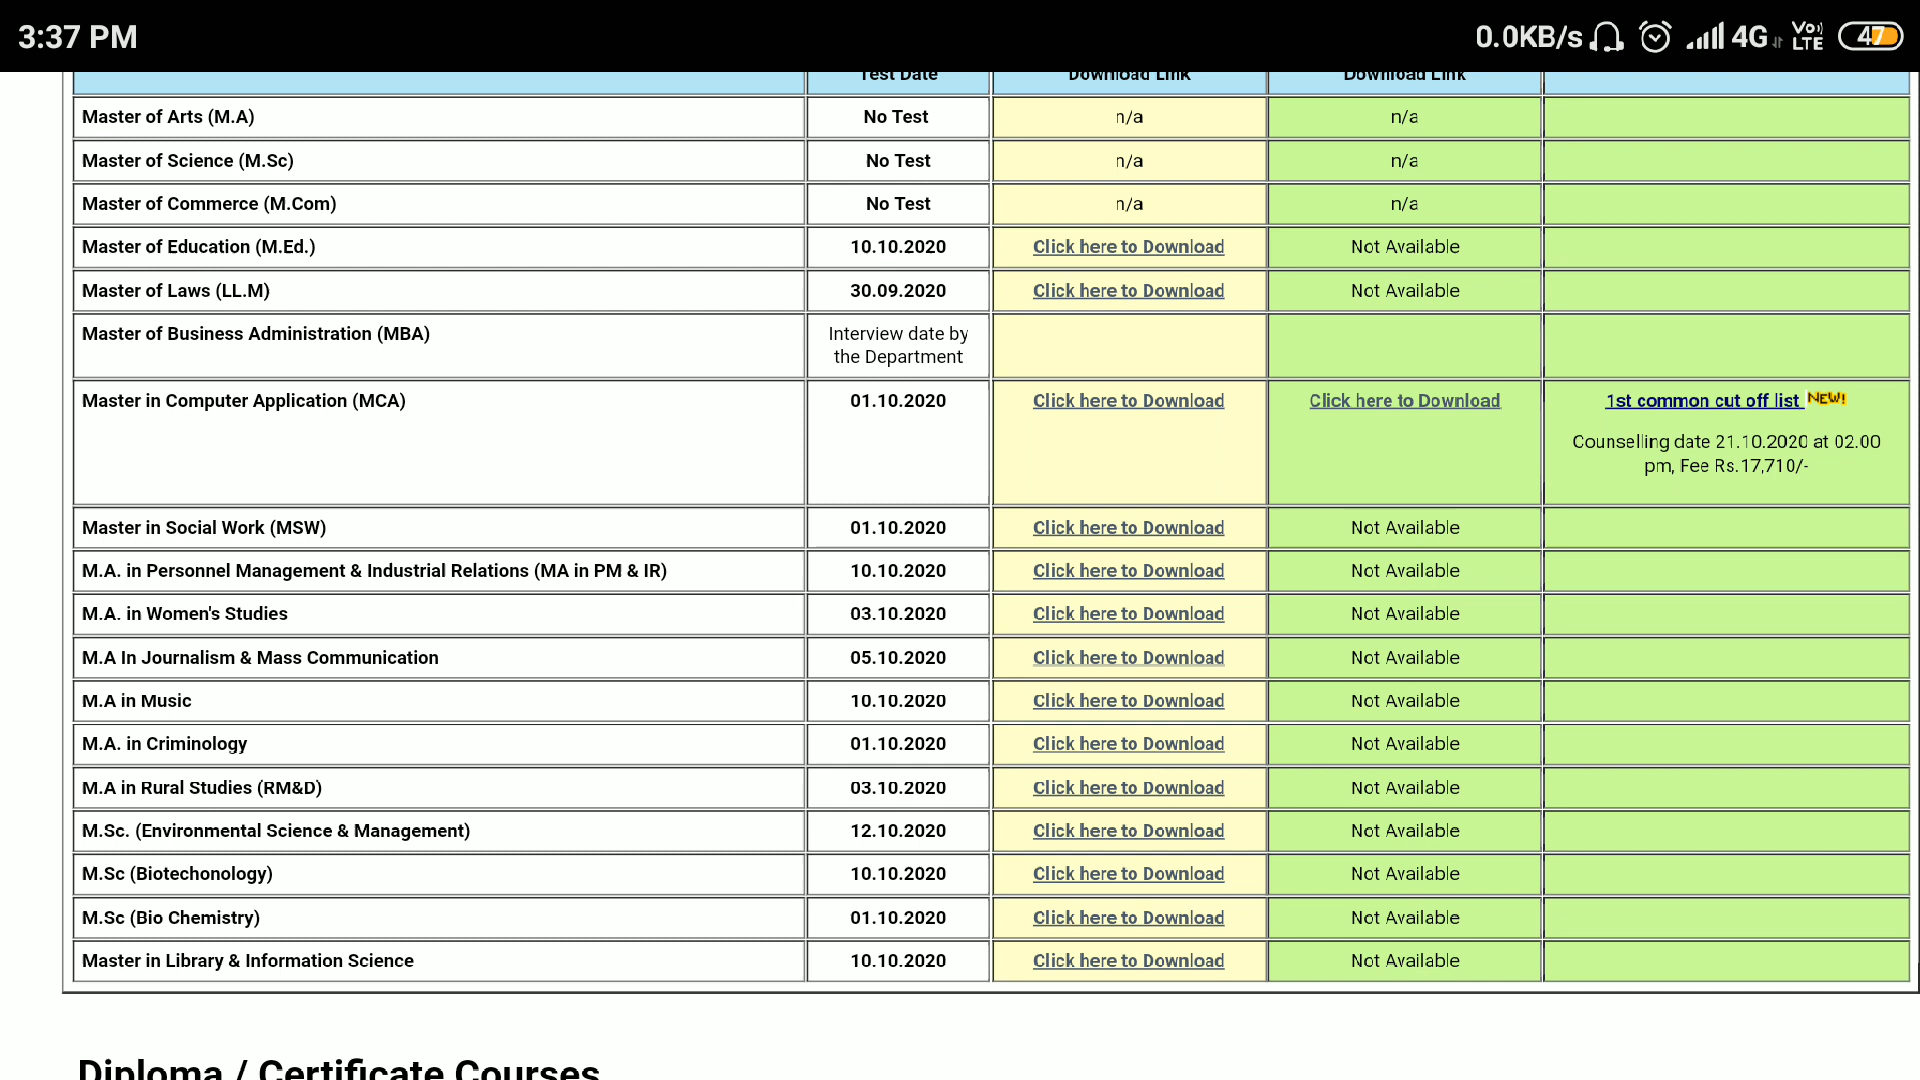 3:37 PM
0.0KB/s 4G Vo LTE 47
Test Date Download Link Download Link
Master of Arts (M.A) No Test n/a n/a
Master of Science (M.Sc) No Test n/a n/a
Master of Commerce (M.Com) No Test n/a n/a
Master of Education (M.Ed.) 10.10.2020 Click here to Download Not Available
Master of Laws (LL.M) 30.09.2020 Click here to Download Not Available
Master of Business Administration (MBA) Interview date by
the Department
Master in Computer Application (MCA) 01.10.2020 Click here to Download Click here to Download 1st common cut off list NEW!
Counselling date 21.10.2020 at 02.00
pm, Fee Rs.17,710/-
Master in Social Work (MSW) 01.10.2020 Click here to Download Not Available
M.A. in Personnel Management & Industrial Relations (MA in PM & IR) 10.10.2020 Click here to Download Not Available
M.A. in Women's Studies 03.10.2020 Click here to Download Not Available
M.A In Journalism & Mass Communication 05.10.2020 Click here to Download Not Available
M.A in Music 10.10.2020 Click here to Download Not Available
M.A. in Criminology 01.10.2020 Click here to Download Not Available
M.A in Rural Studies (RM&D) 03.10.2020 Click here to Download Not Available
M.Sc. (Environmental Science & Management) 12.10.2020 Click here to Download Not Available
M.Sc (Biotechonology) 10.10.2020 Click here to Download Not Available
M.Sc (Bio Chemistry) 01.10.2020 Click here to Download Not Available
Master in Library & Information Science 10.10.2020 Click here to Download Not Available
Diploma / Certificate Courses